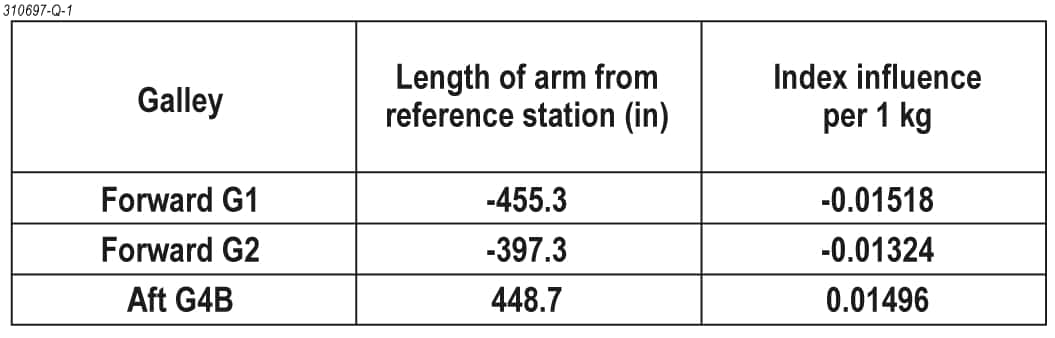 310697-Q-1
Galley
Length of arm from
reference station (in)
Index influence
per 1 kg
Forward G1 -455.3 -0.01518
Forward G2 -397.3 -0.01324
Aft G4B 448.7 0.01496